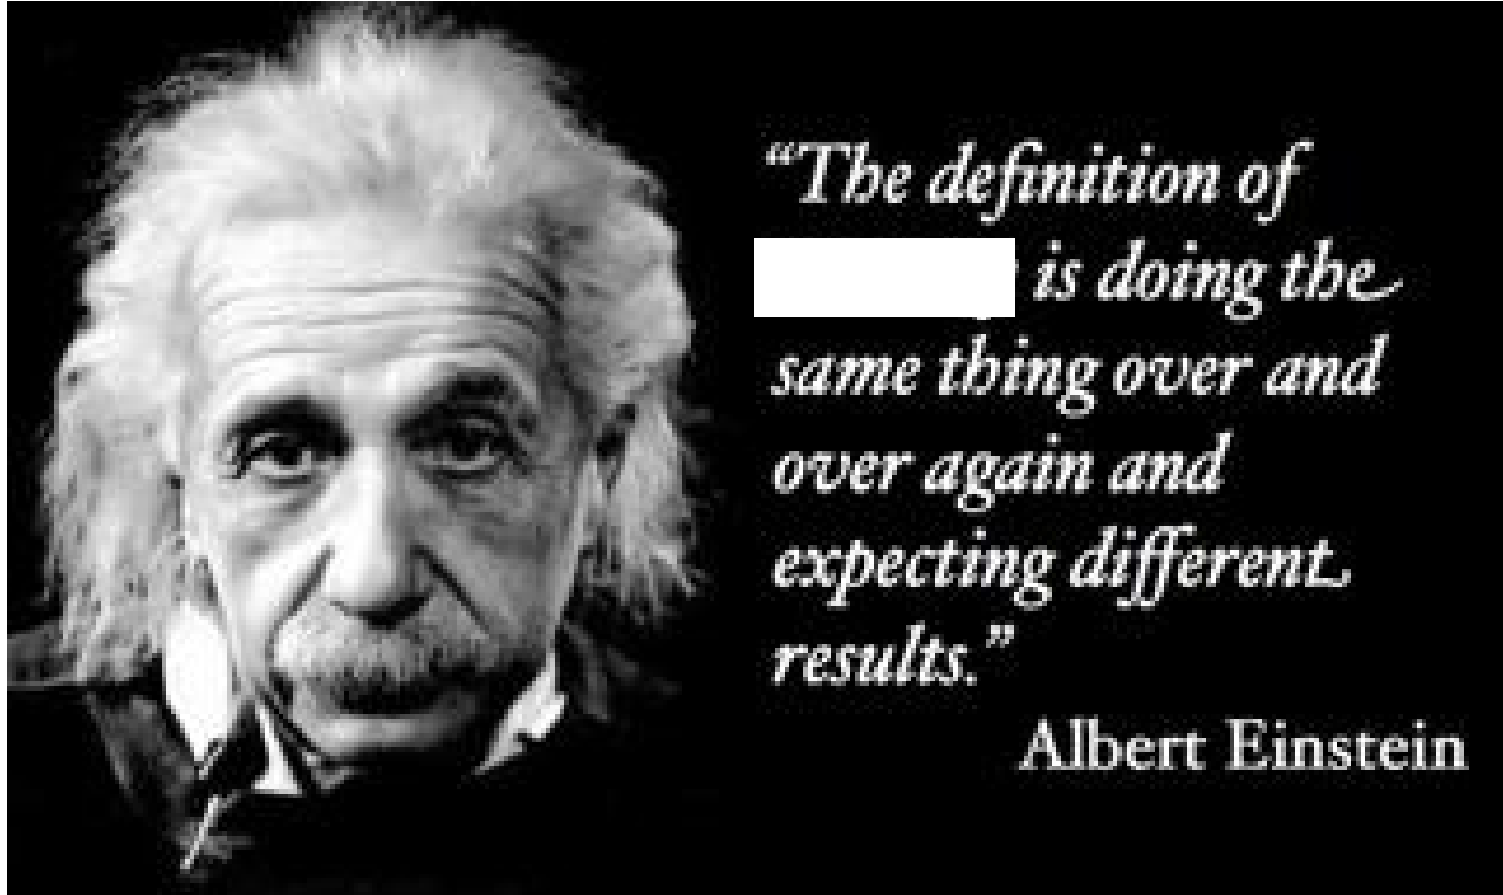 “The definition of
is doing the
same thing over and
over again and
expecting different
results.”
Albert Einstein